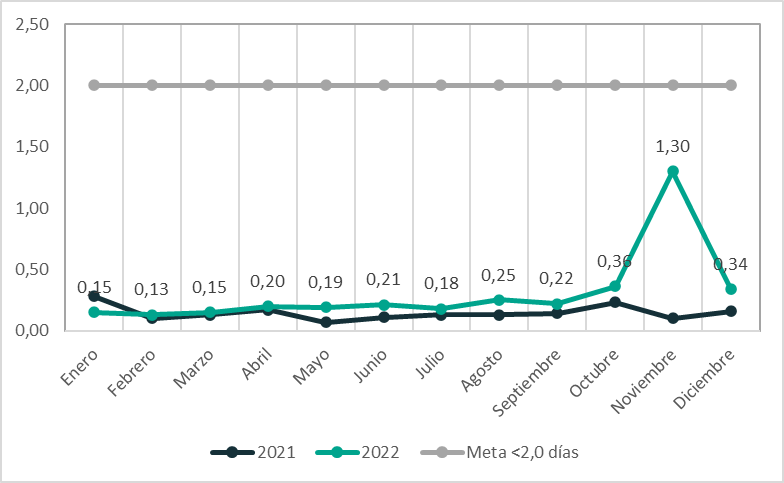 2,50
2,00
1,50
1,00
0,50
0,00
0,15
0,13
0,15
0,20
0,19
0,21
0,18
0,25
0,22
0,36
1,30
0,34
Enero
Febrero
Marzo
Abril
Mayo
Junio
Julio
Agosto
Septiembre
Octubre
Noviembre
Diciembre
2021
2022
Meta <2,0 días